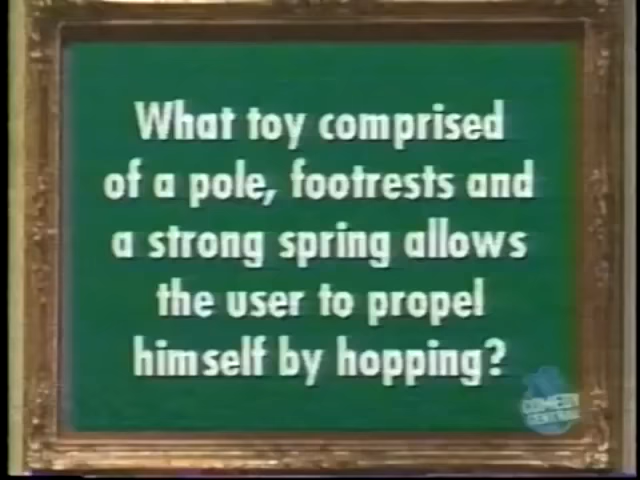 What toy comprised
of a pole, footrests and
a strong spring allows
the user to propel
himself by hopping?
COMEDY
CENTRAL